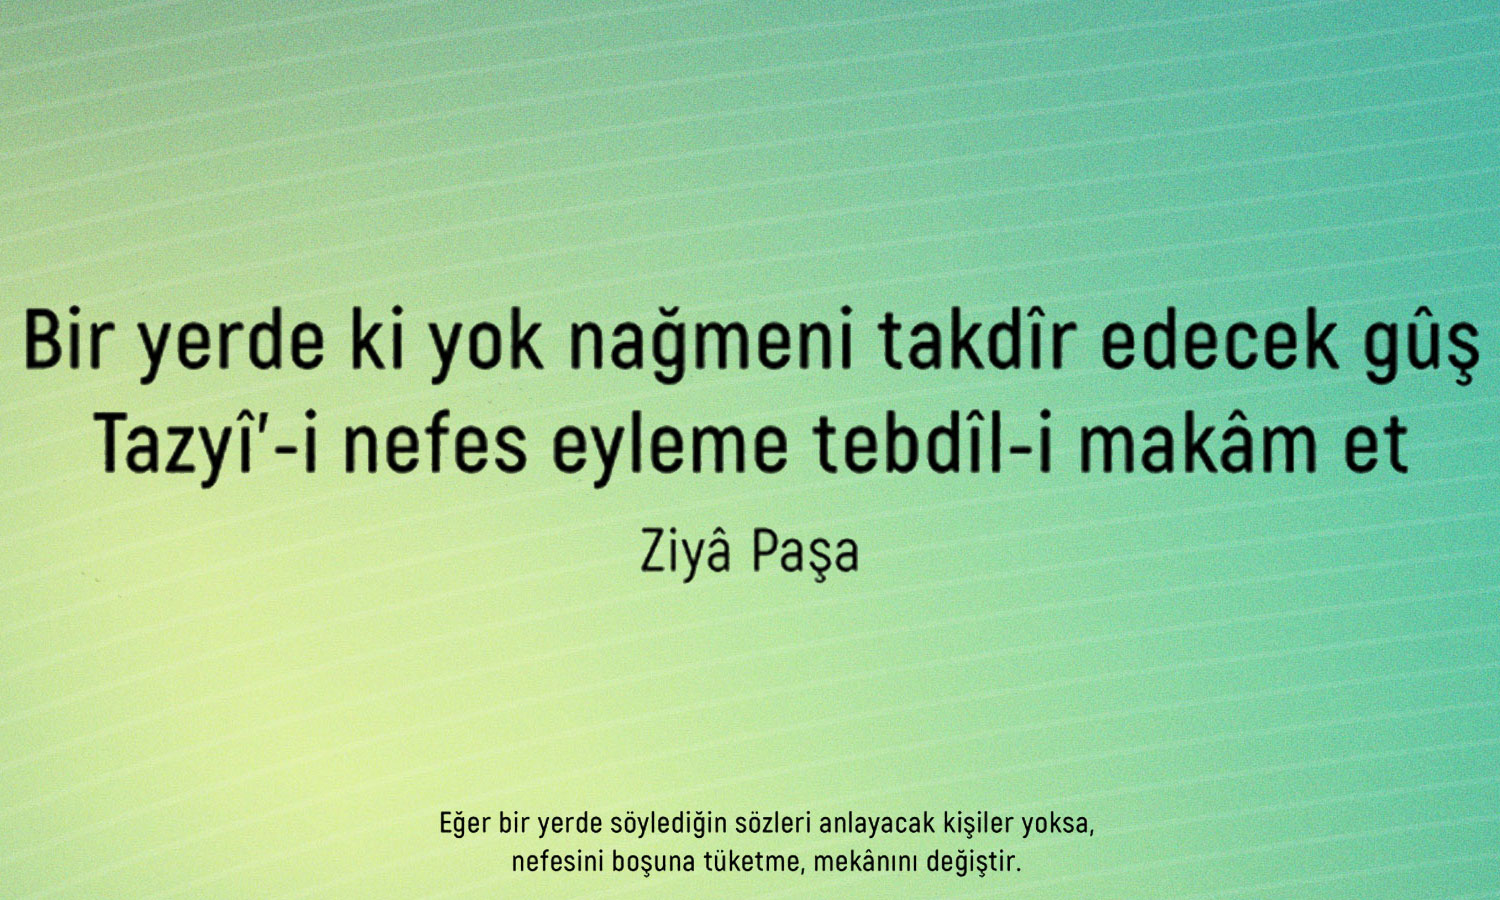 Bir yerde ki yok nağmeni takdîr edecek gûş
Tazyî'-i nefes eyleme tebdîl-i makâm et
Ziyâ Paşa
Eğer bir yerde söylediğin sözleri anlayacak kişiler yoksa,
nefesini boşuna tüketme, mekânını değiştir.